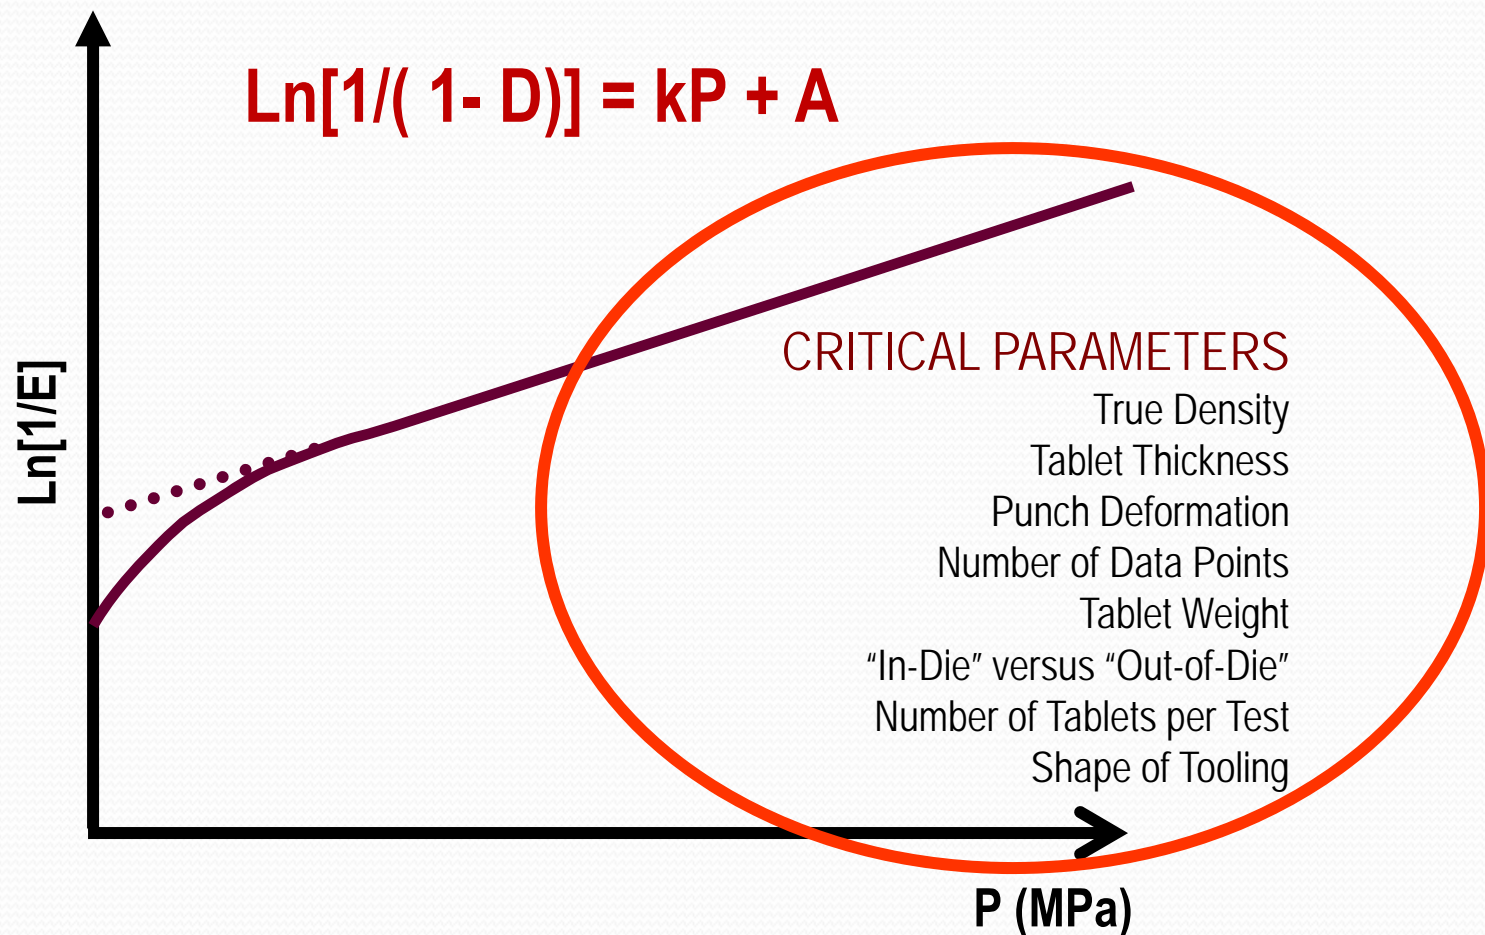 Ln[1/( 1- D)] = kP + A
Ln[1/E]
CRITICAL PARAMETERS
True Density
Tablet Thickness
Punch Deformation
Number of Data Points
Tablet Weight
“In-Die” versus “Out-of-Die”
Number of Tablets per Test
Shape of Tooling
P (MPa)